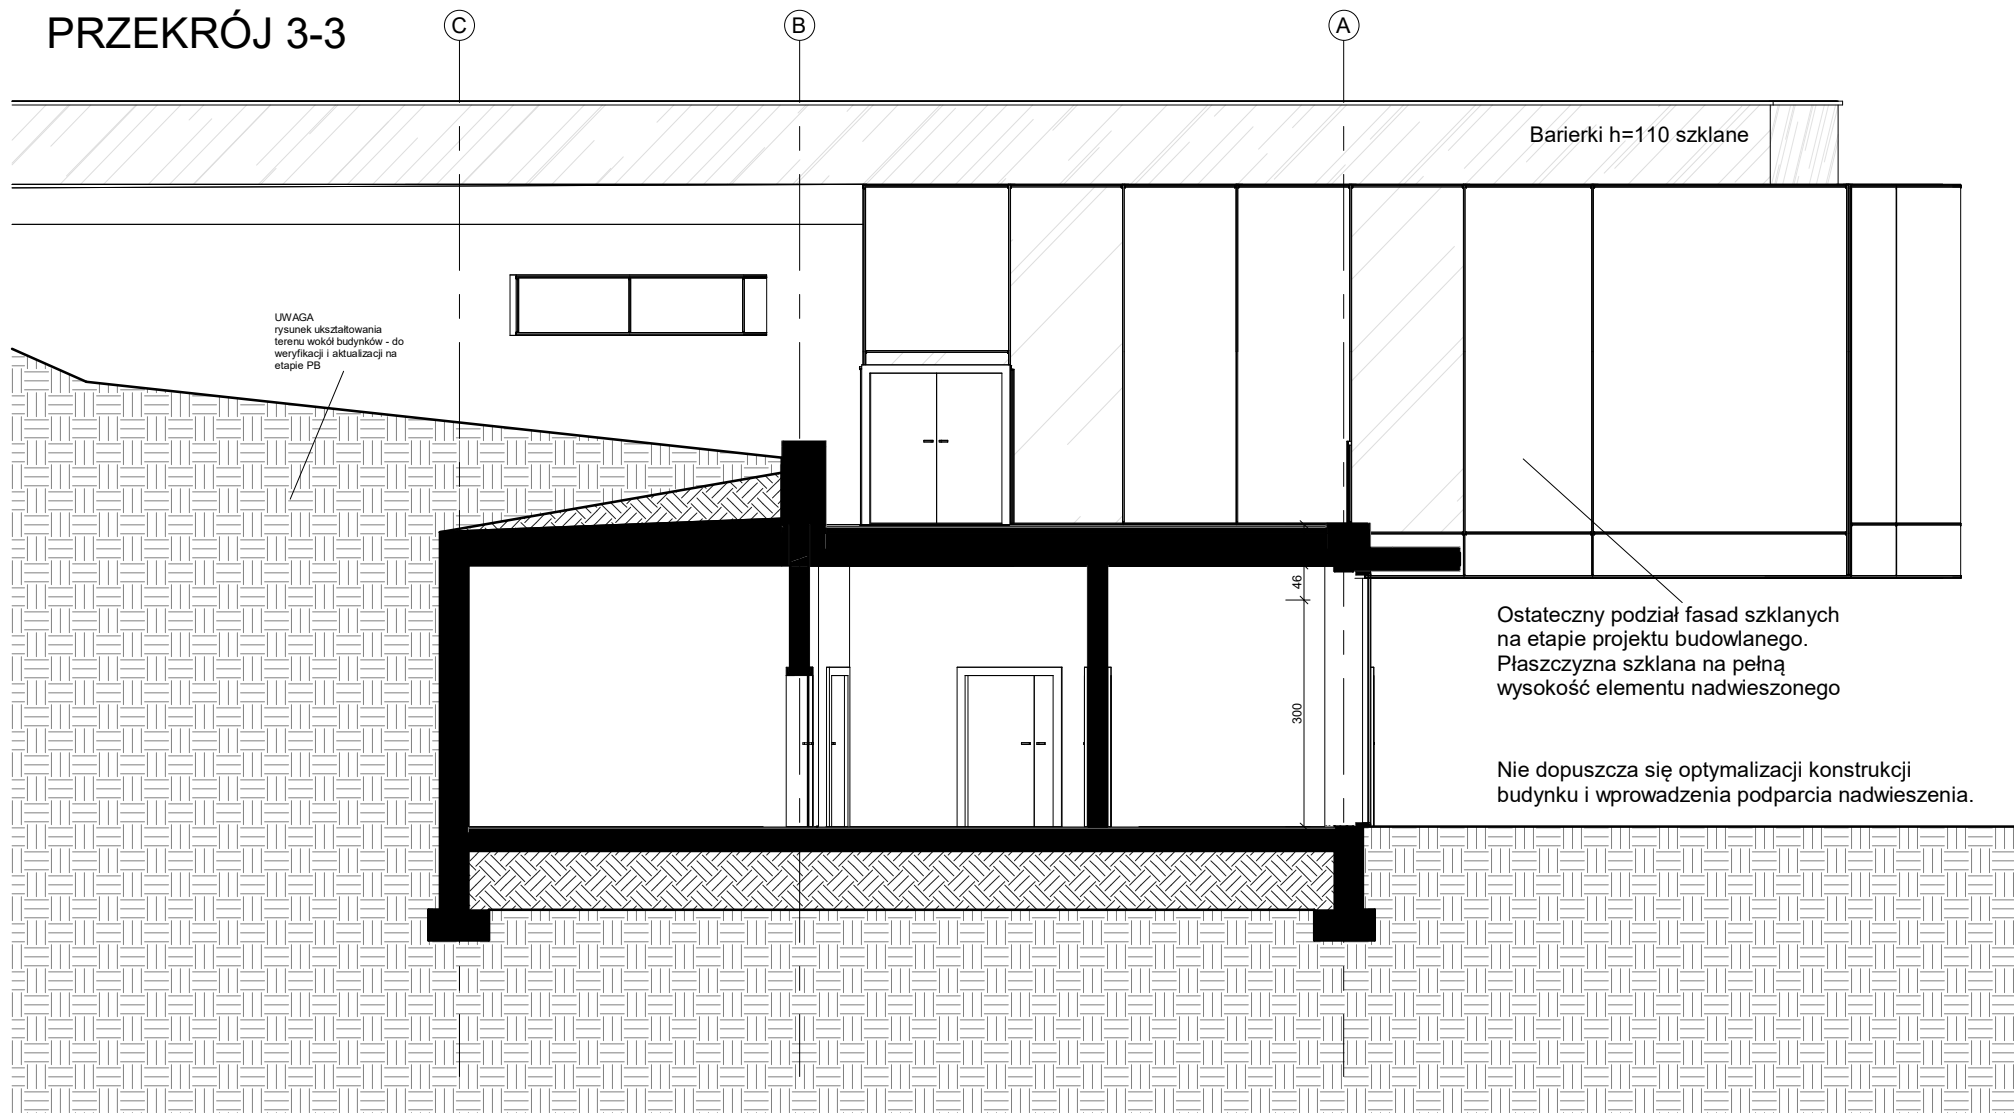 PRZEKRÓJ 3-3
C
B
A
Barierki h=110 szklane
UWAGA
rysunek ukształtowania
terenu wokół budynków - do
weryfikacji i aktualizacji na
etapie PB
46
300
Ostateczny podział fasad szklanych
na etapie projektu budowlanego.
Płaszczyzna szklana na pełną
wysokość elementu nadwieszonego
Nie dopuszcza się optymalizacji konstrukcji
budynku i wprowadzenia podparcia nadwieszenia.